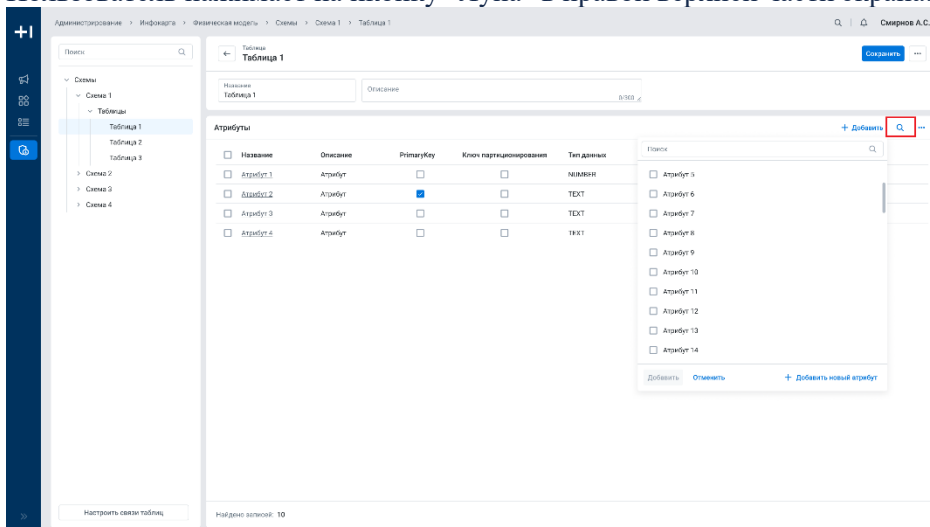 Пользователь нажимает на иконку "Лупа" в правой верхней части экрана.
Администрирование > Инфокарта > Физическая модель > Схемы > Схема 1 > Таблица 1
Смирнов А.С.
Поиск
Схемы
Схема 1
Таблицы
Таблица 1
Таблица 2
Таблица 3
Схема 2
Схема 3
Схема 4
Настроить связи таблиц
Таблица
Таблица 1
Сохранить
Название
Таблица 1
Описание
0/500
Атрибуты
+ Добавить
Название Описание PrimaryKey Ключ партиционирования Тип данных
Атрибут 1 Атрибут NUMBER
Атрибут 2 Атрибут TEXT
Атрибут 3 Атрибут TEXT
Атрибут 4 Атрибут TEXT
Поиск
Атрибут 5
Атрибут 6
Атрибут 7
Атрибут 8
Атрибут 9
Атрибут 10
Атрибут 11
Атрибут 12
Атрибут 13
Атрибут 14
Добавить Отменить + Добавить новый атрибут
Найдено записей: 10